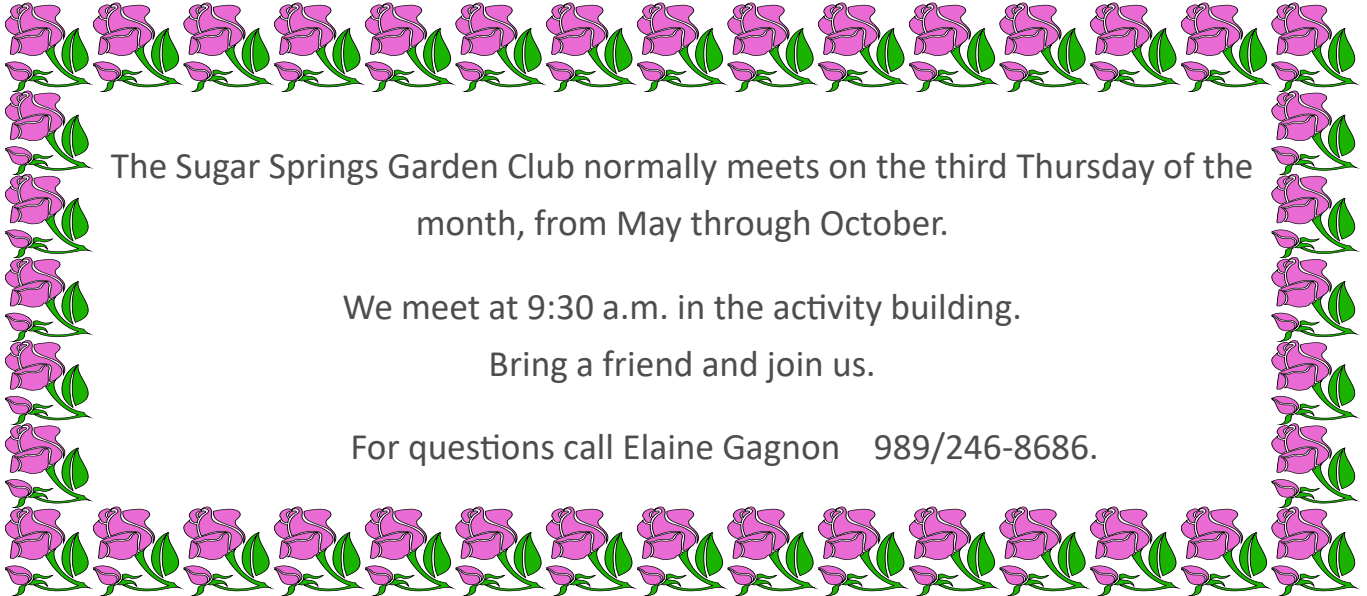 The Sugar Springs Garden Club normally meets on the third Thursday of the
month, from May through October.
We meet at 9:30 a.m. in the activity building.
Bring a friend and join us.
For questions call Elaine Gagnon    989/246-8686.